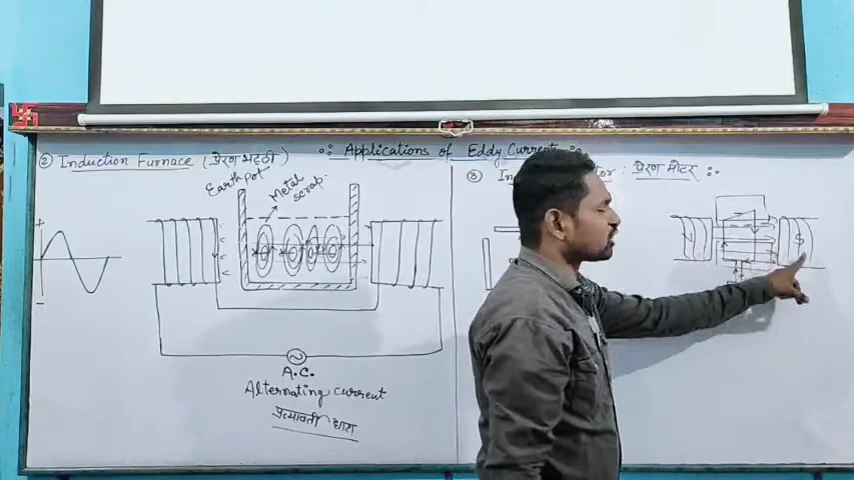 ∴ Applications of Eddy Current ∴
② Induction Furnace (प्रेरण भट्ठी)
Earth Pot
Metal scrap
+
−
A.C.
Alternating current
प्रत्यावर्ती धारा
③ In tor : प्रेरण मोटर ∴
N
S